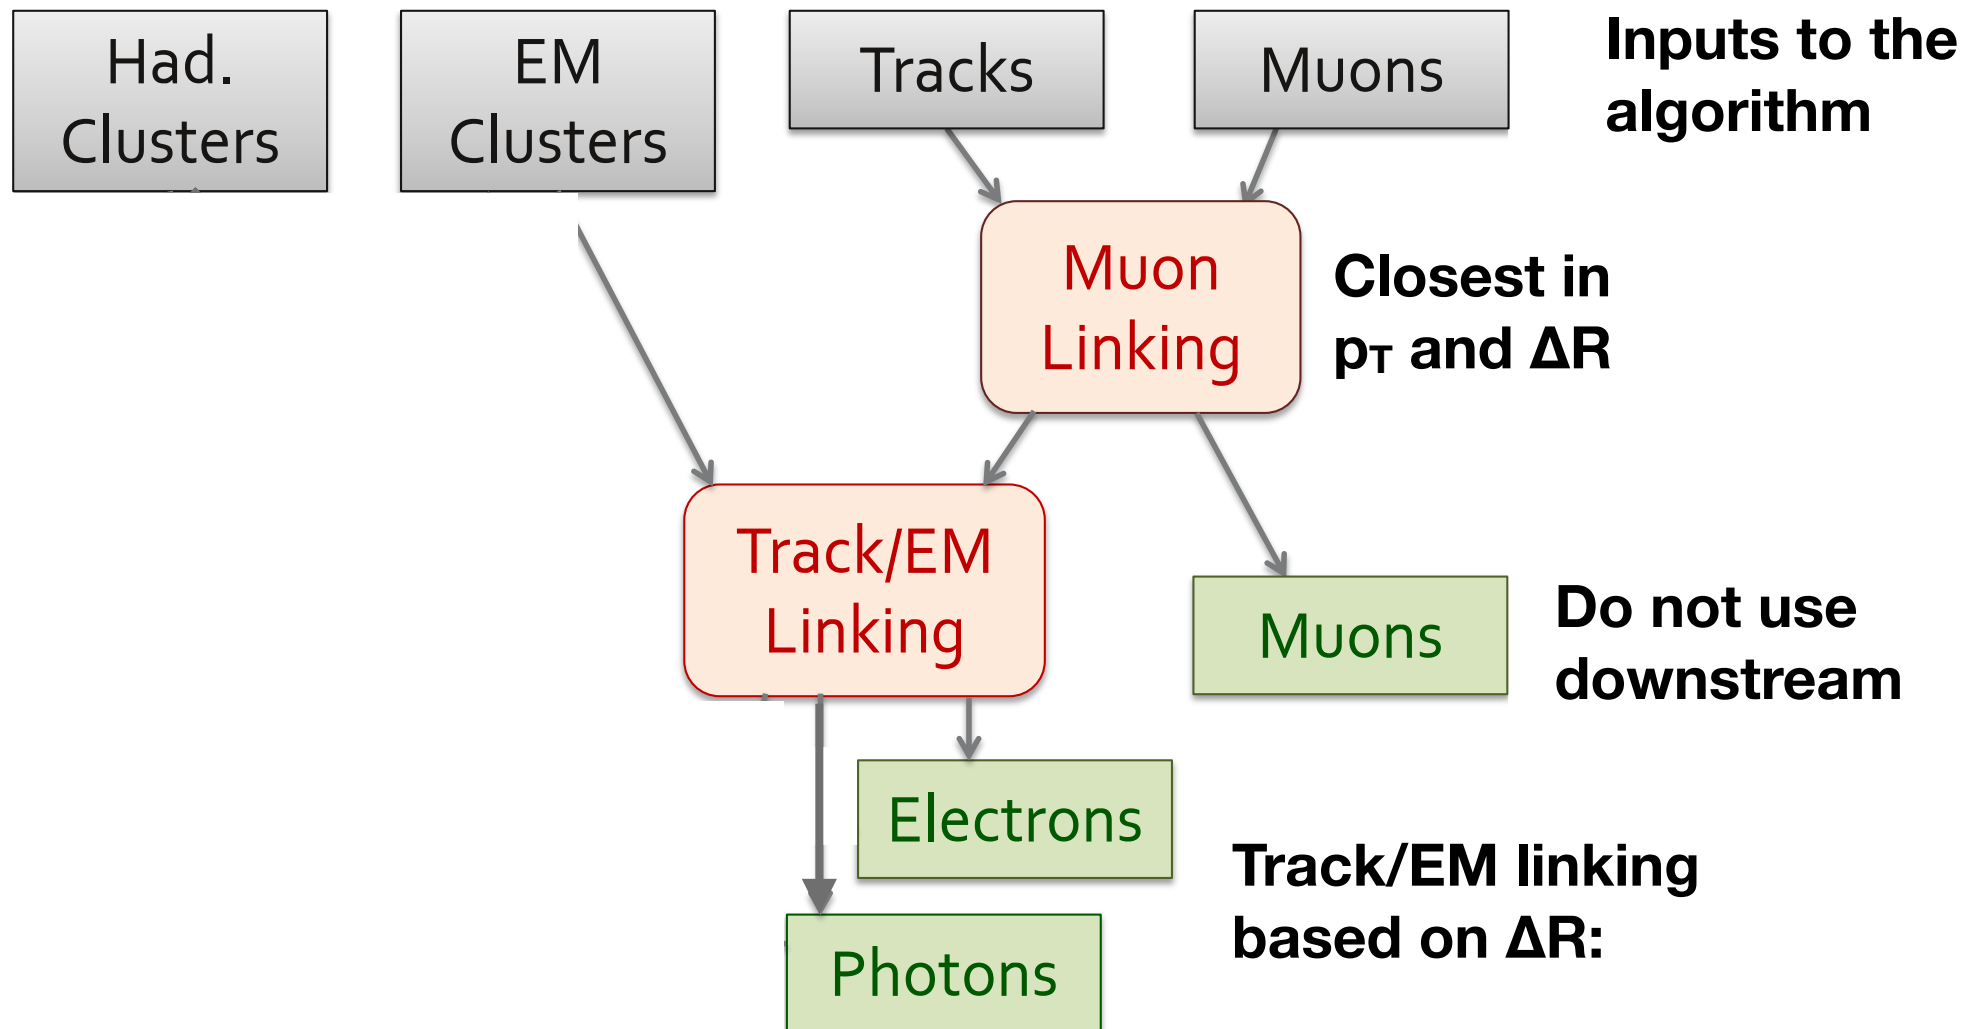 Had.
Clusters
EM
Clusters
Tracks
Muons
Inputs to the
algorithm
Muon
Linking
Closest in
pT and ΔR
Track/EM
Linking
Muons
Do not use
downstream
Electrons
Track/EM linking
based on ΔR:
Photons